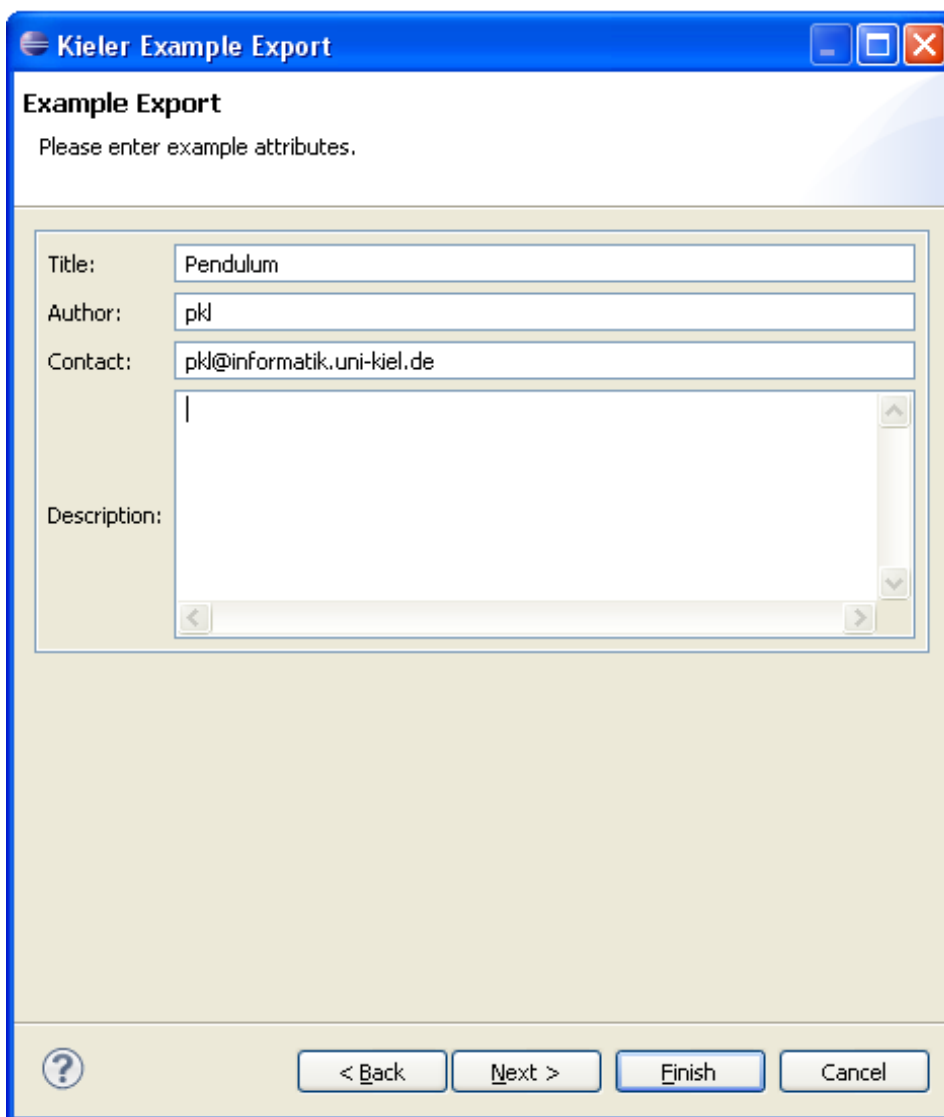 Kieler Example Export
Example Export
Please enter example attributes.
Title: Pendulum
Author: pkl
Contact: pkl@informatik.uni-kiel.de
Description:
? < Back Next > Finish Cancel